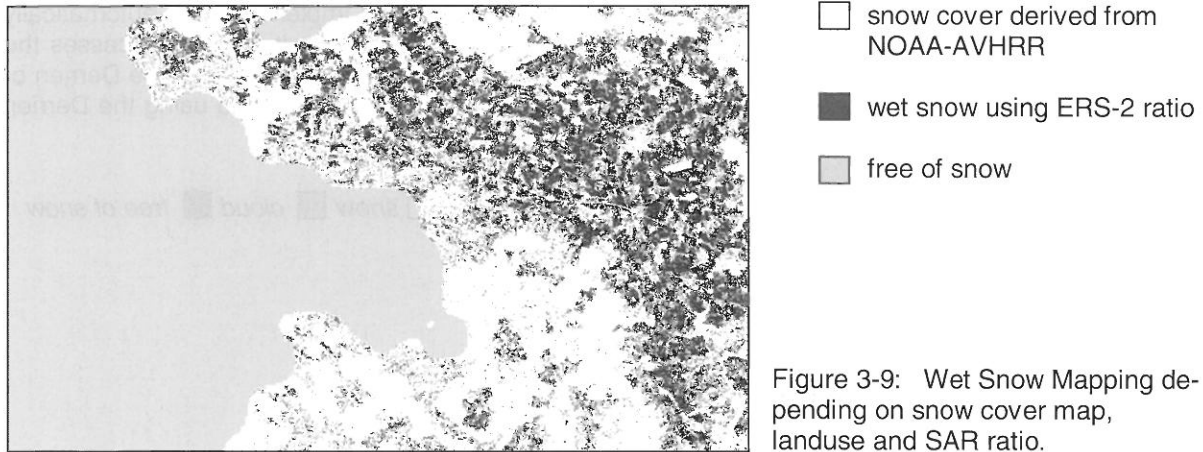 snow cover derived from
NOAA-AVHRR
wet snow using ERS-2 ratio
free of snow
Figure 3-9: Wet Snow Mapping de-
pending on snow cover map,
landuse and SAR ratio.